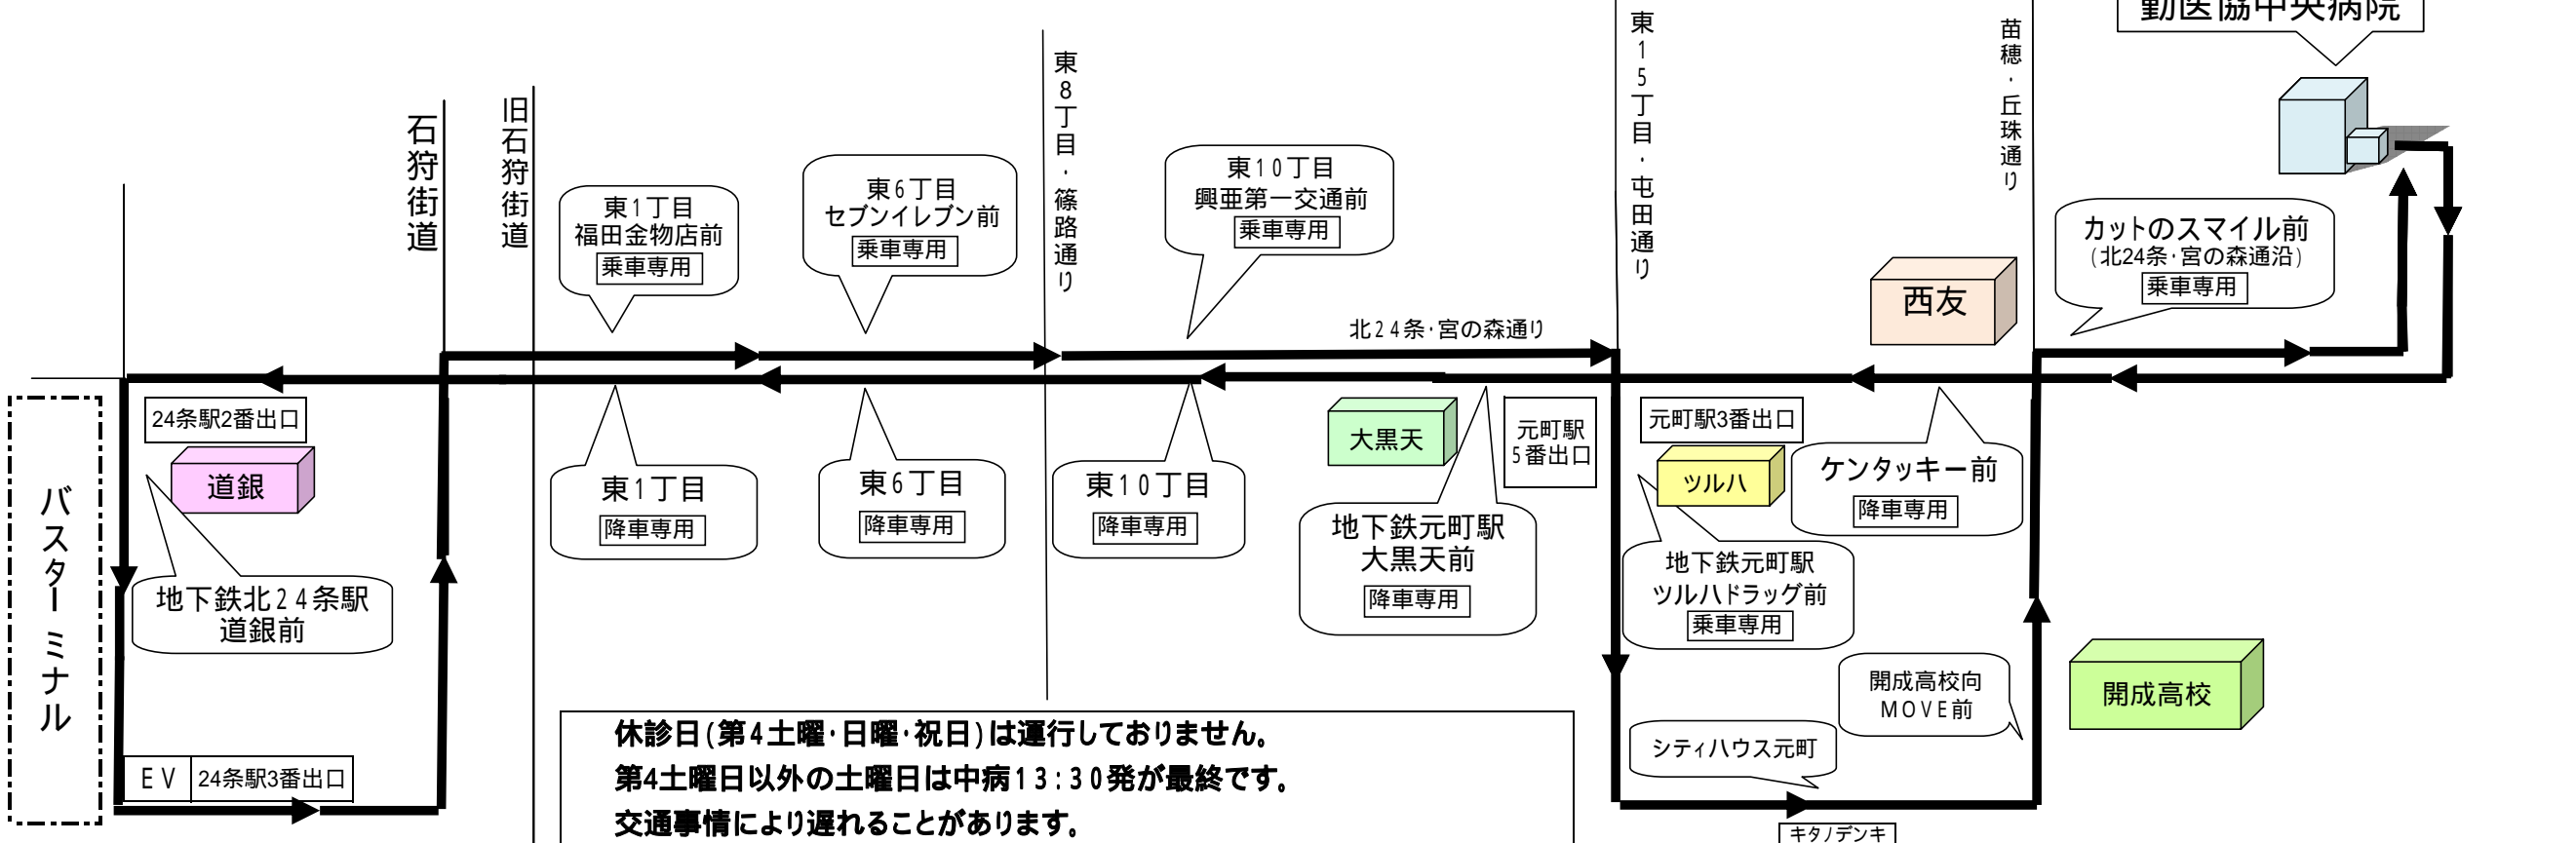 勤医協中央病院
東15丁目・屯田通り
苗穂・丘珠通り
東8丁目・篠路通り
旧石狩街道
石狩街道
東1丁目
福田金物店前
乗車専用
東6丁目
セブンイレブン前
乗車専用
東10丁目
興亜第一交通前
乗車専用
カットのスマイル前
(北24条・宮の森通沿)
乗車専用
西友
北24条・宮の森通り
24条駅2番出口
道銀
バスターミナル
地下鉄北24条駅
道銀前
EV
24条駅3番出口
東1丁目
降車専用
東6丁目
降車専用
東10丁目
降車専用
大黒天
元町駅
5番出口
地下鉄元町駅
大黒天前
降車専用
元町駅3番出口
ツルハ
ケンタッキー前
降車専用
地下鉄元町駅
ツルハドラッグ前
乗車専用
開成高校向
MOVE前
開成高校
シティハウス元町
キタノデンキ
休診日(第4土曜・日曜・祝日)は運行しておりません。
第4土曜日以外の土曜日は中病13:30発が最終です。
交通事情により遅れることがあります。